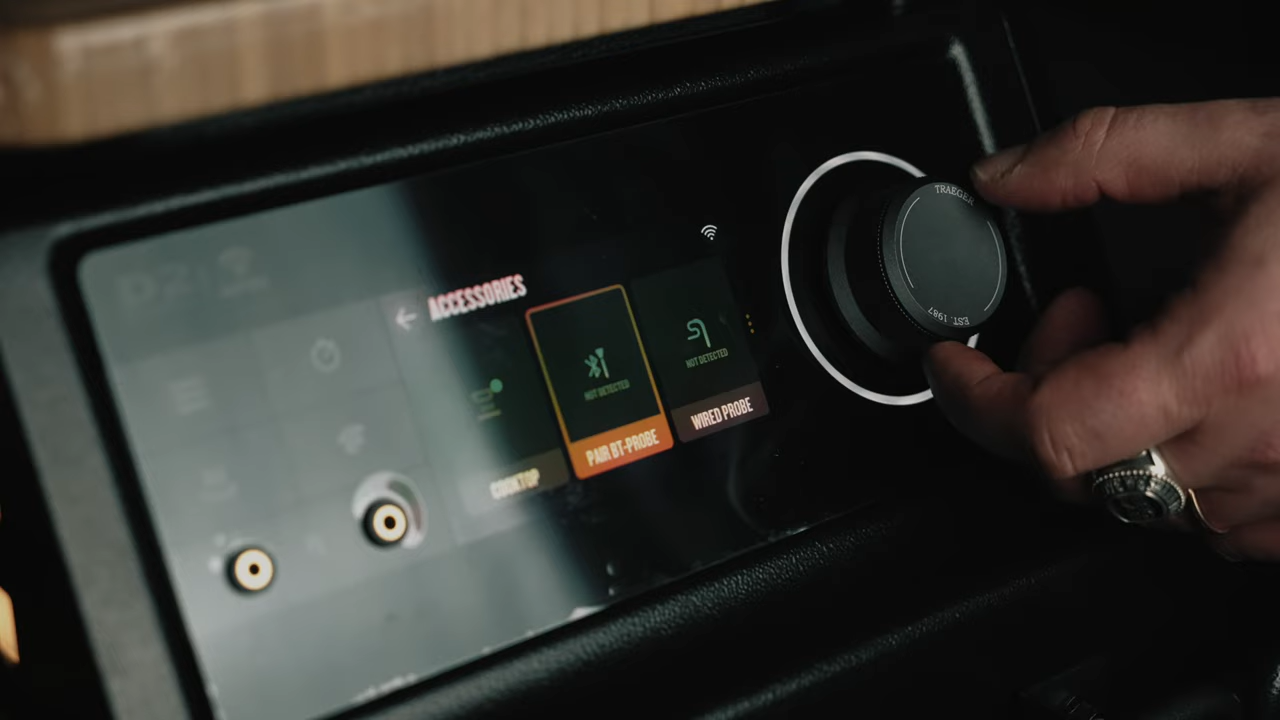 ACCESSORIES
NOT DETECTED
NOT DETECTED
COOKTOP
PAIR BT-PROBE
WIRED PROBE
TRAEGER
EST. 1987